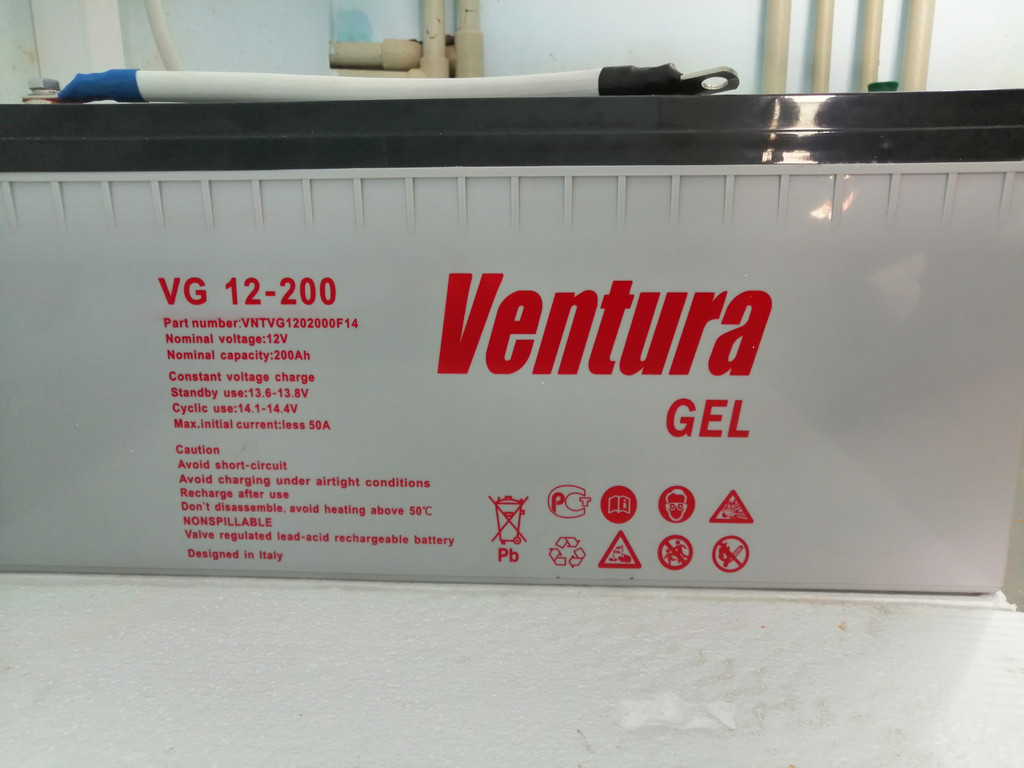 VG 12-200
Part number:VNTVG1202000F14
Nominal voltage:12V
Nominal capacity:200Ah
Constant voltage charge
Standby use:13.6-13.8V
Cyclic use:14.1-14.4V
Max.initial current:less 50A
Caution
Avoid short-circuit
Avoid charging under airtight conditions
Recharge after use
Don't disassemble, avoid heating above 50℃
NONSPILLABLE
Valve regulated lead-acid rechargeable battery
Designed in Italy
Ventura
GEL
Pb
PCT